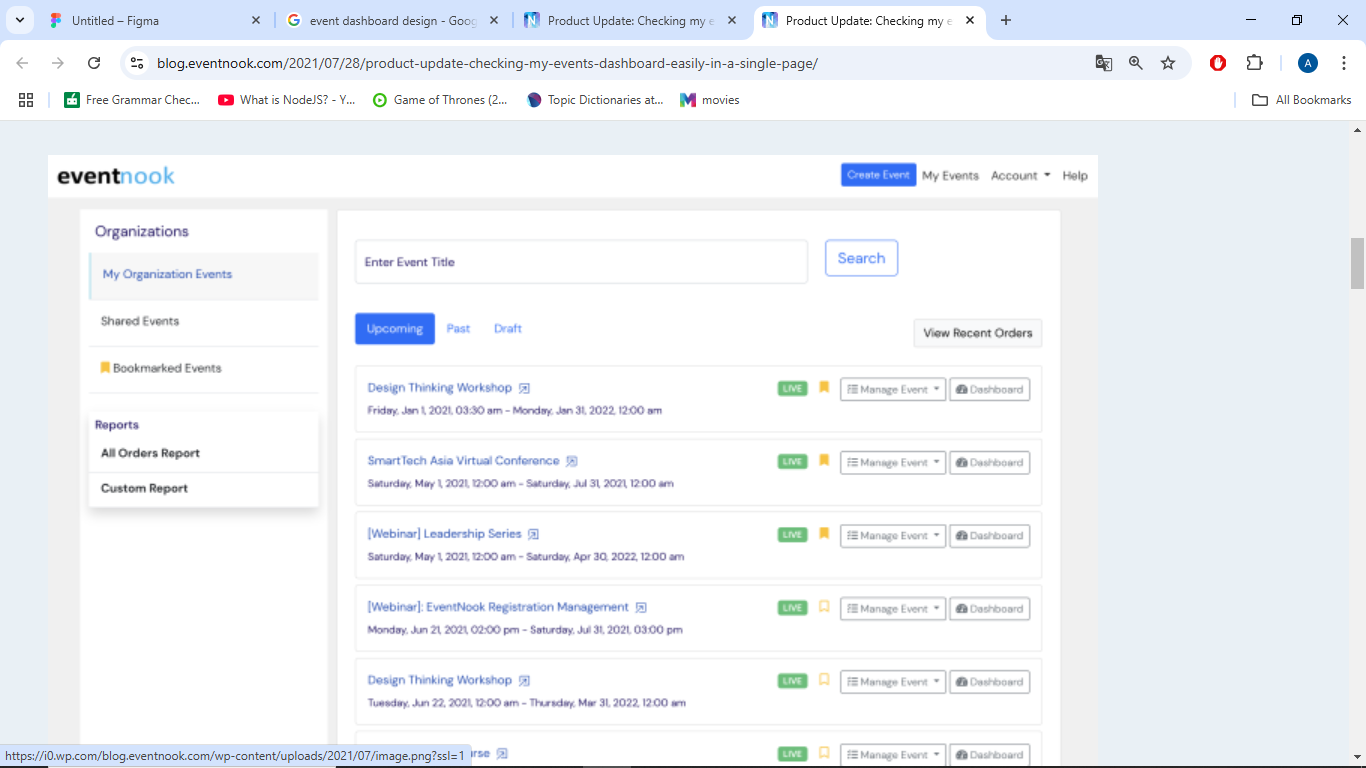 Untitled – Figma
event dashboard design - Goog
Product Update: Checking my e
Product Update: Checking my e
blog.eventnook.com/2021/07/28/product-update-checking-my-events-dashboard-easily-in-a-single-page/
A
Free Grammar Chec...
What is NodeJS? - Y...
Game of Thrones (2...
Topic Dictionaries at...
movies
All Bookmarks
eventnook
Create Event
My Events
Account
Help
Organizations
My Organization Events
Shared Events
Bookmarked Events
Reports
All Orders Report
Custom Report
Enter Event Title
Search
Upcoming
Past
Draft
View Recent Orders
Design Thinking Workshop
LIVE
Manage Event
Dashboard
Friday, Jan 1, 2021, 03:30 am - Monday, Jan 31, 2022, 12:00 am
SmartTech Asia Virtual Conference
LIVE
Manage Event
Dashboard
Saturday, May 1, 2021, 12:00 am - Saturday, Jul 31, 2021, 12:00 am
[Webinar] Leadership Series
LIVE
Manage Event
Dashboard
Saturday, May 1, 2021, 12:00 am - Saturday, Apr 30, 2022, 12:00 am
[Webinar]: EventNook Registration Management
LIVE
Manage Event
Dashboard
Monday, Jun 21, 2021, 02:00 pm - Saturday, Jul 31, 2021, 03:00 pm
Design Thinking Workshop
LIVE
Manage Event
Dashboard
Tuesday, Jun 22, 2021, 12:00 am - Thursday, Mar 31, 2022, 12:00 am
LIVE
Manage Event
Dashboard
https://i0.wp.com/blog.eventnook.com/wp-content/uploads/2021/07/image.png?ssl=1